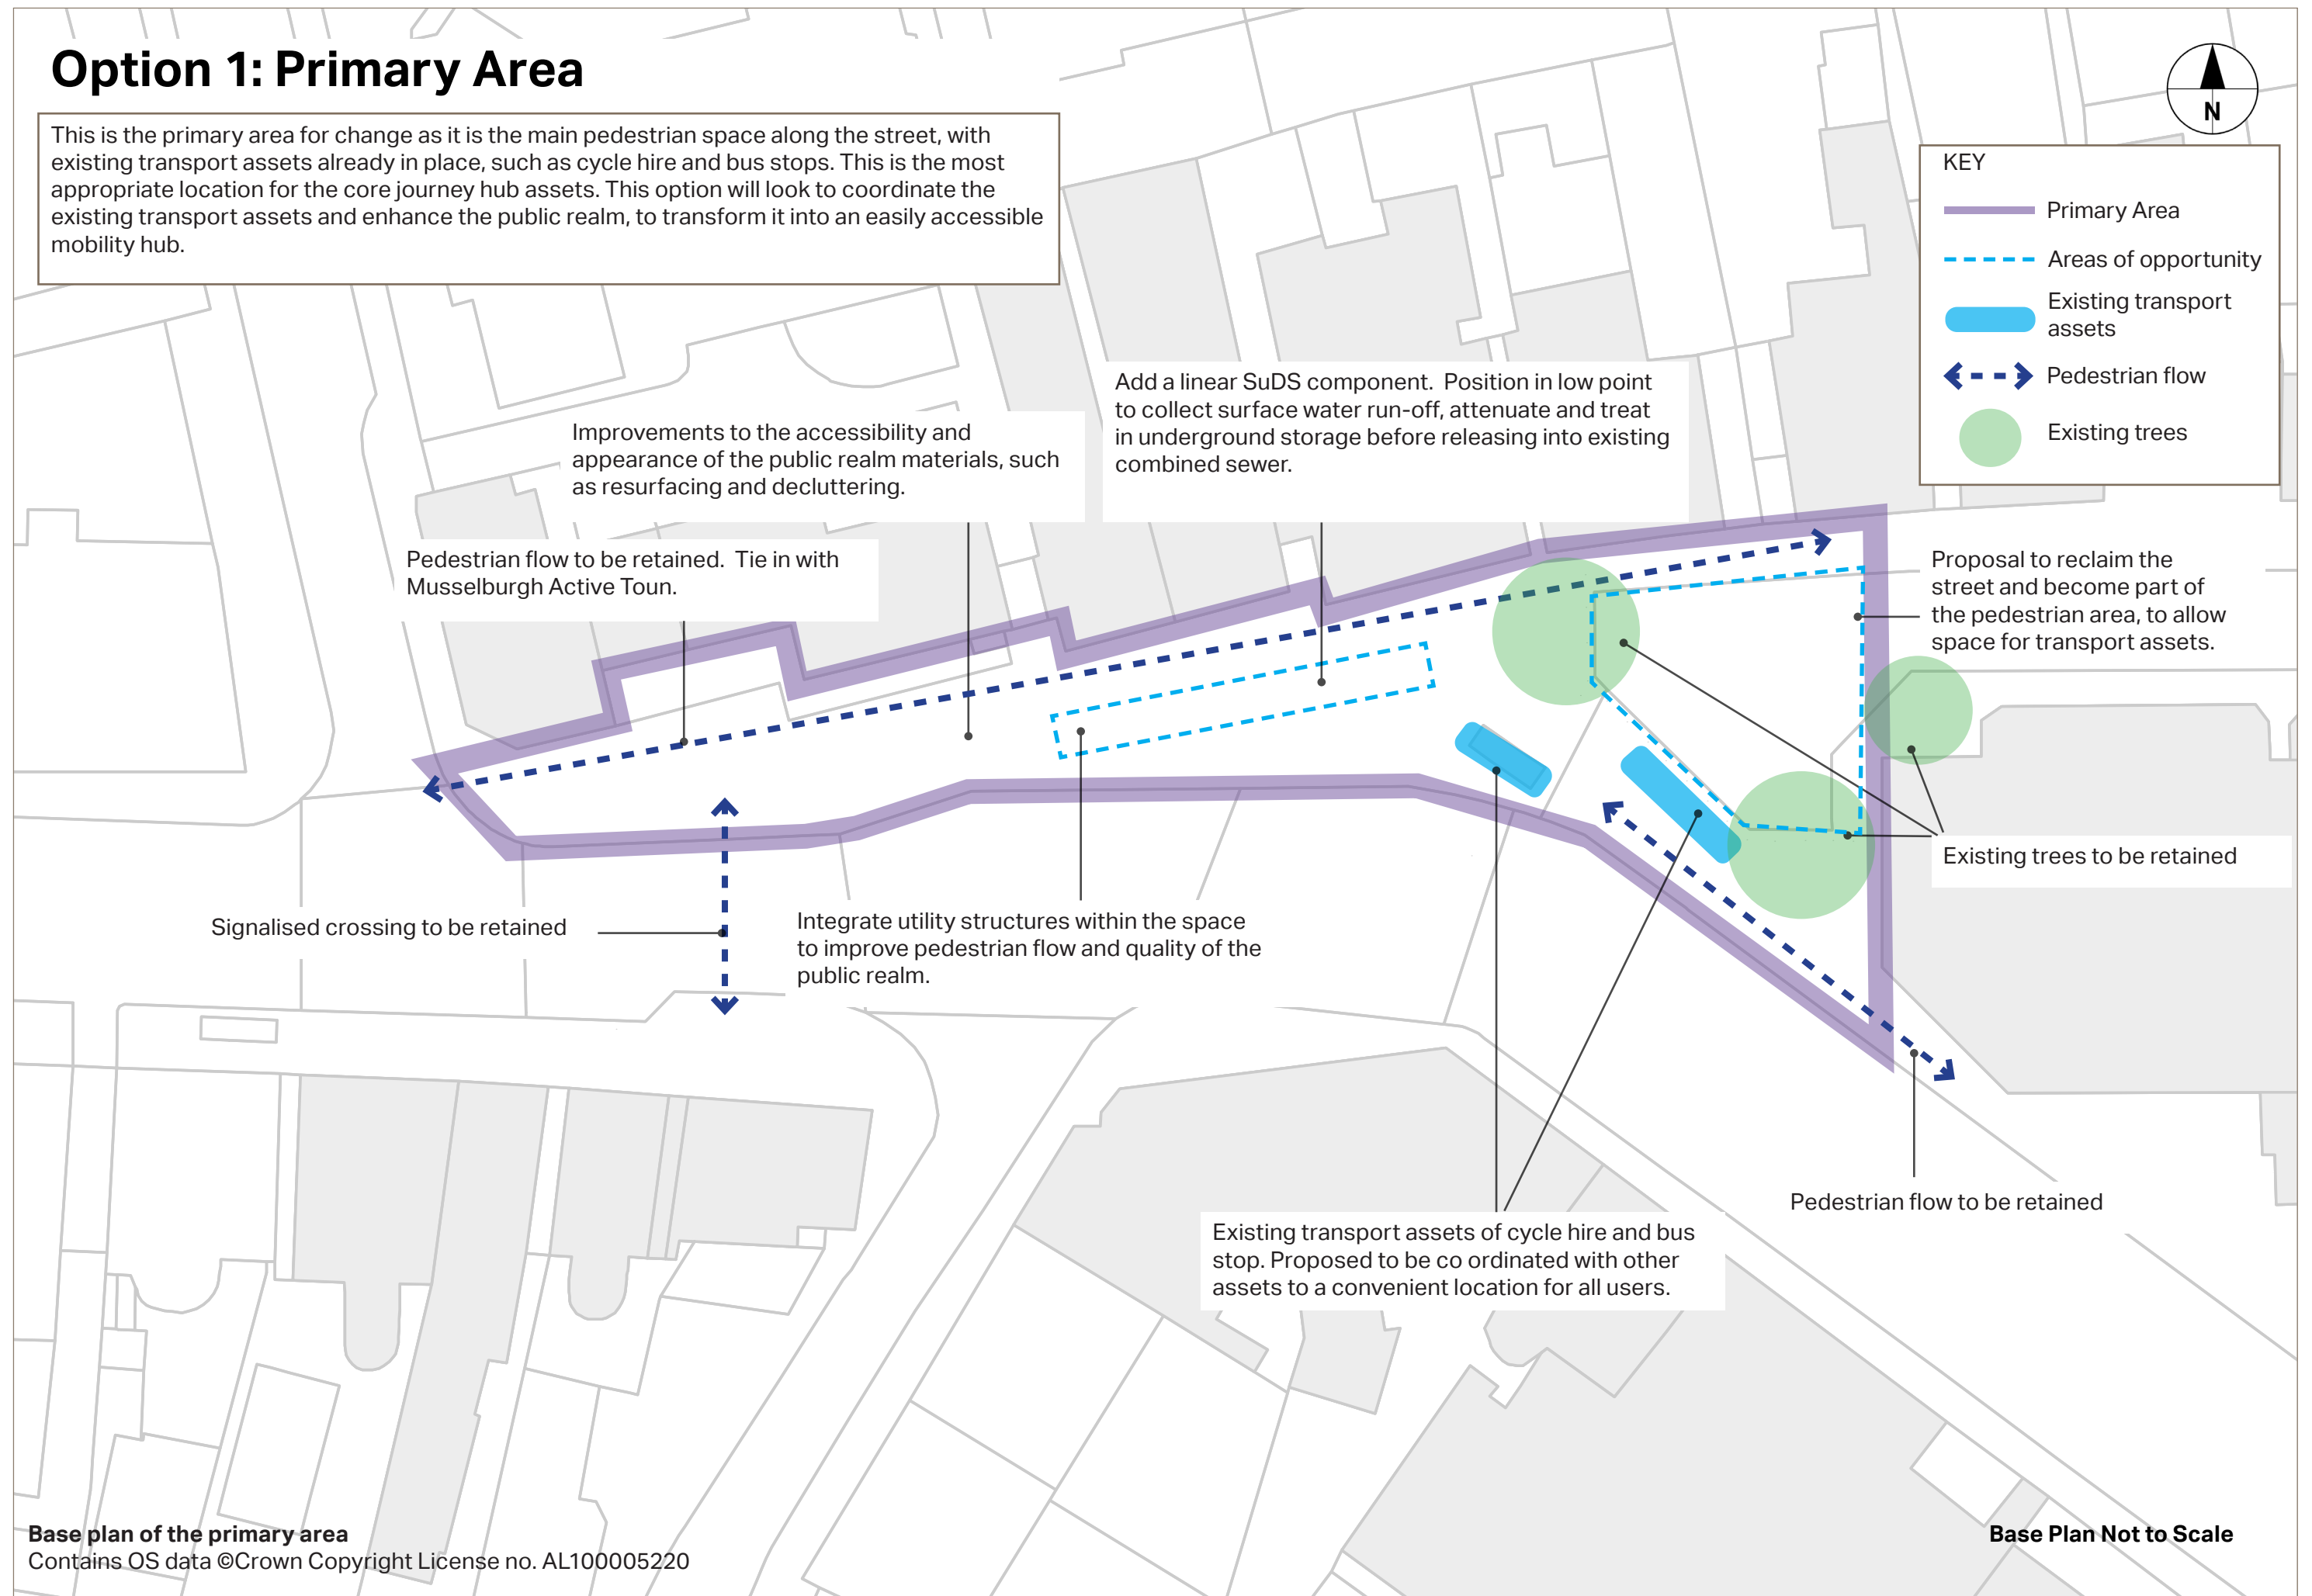 Option 1: Primary Area
This is the primary area for change as it is the main pedestrian space along the street, with
existing transport assets already in place, such as cycle hire and bus stops. This is the most
appropriate location for the core journey hub assets. This option will look to coordinate the
existing transport assets and enhance the public realm, to transform it into an easily accessible
mobility hub.
N
KEY
Primary Area
Areas of opportunity
Existing transport
assets
Pedestrian flow
Existing trees
Add a linear SuDS component.  Position in low point
to collect surface water run-off, attenuate and treat
in underground storage before releasing into existing
combined sewer.
Improvements to the accessibility and
appearance of the public realm materials, such
as resurfacing and decluttering.
Pedestrian flow to be retained.  Tie in with
Musselburgh Active Toun.
Proposal to reclaim the
street and become part of
the pedestrian area, to allow
space for transport assets.
Existing trees to be retained
Signalised crossing to be retained
Integrate utility structures within the space
to improve pedestrian flow and quality of the
public realm.
Pedestrian flow to be retained
Existing transport assets of cycle hire and bus
stop. Proposed to be co ordinated with other
assets to a convenient location for all users.
Base plan of the primary area
Contains OS data ©Crown Copyright License no. AL100005220
Base Plan Not to Scale